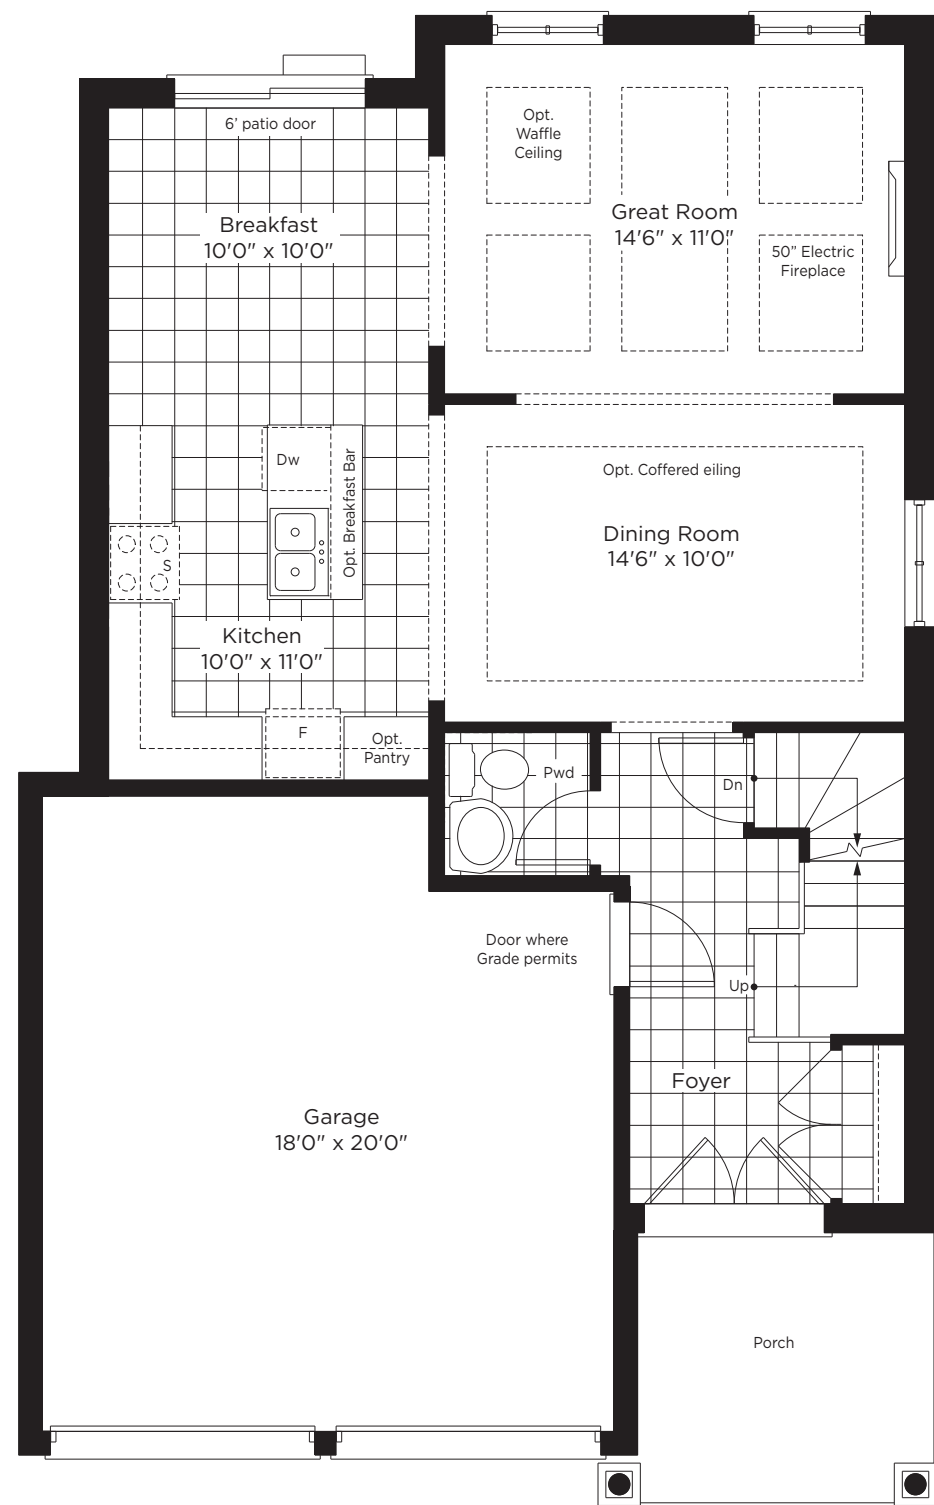 6' patio door
Opt.
Waffle
Ceiling
Breakfast
10'0" x 10'0"
Great Room
14'6" x 11'0"
50" Electric
Fireplace
Dw
Opt. Breakfast Bar
Opt. Coffered eiling
Dining Room
14'6" x 10'0"
S
Kitchen
10'0" x 11'0"
F
Opt.
Pantry
Pwd
Dn
Door where
Grade permits
Up
Foyer
Garage
18'0" x 20'0"
Porch